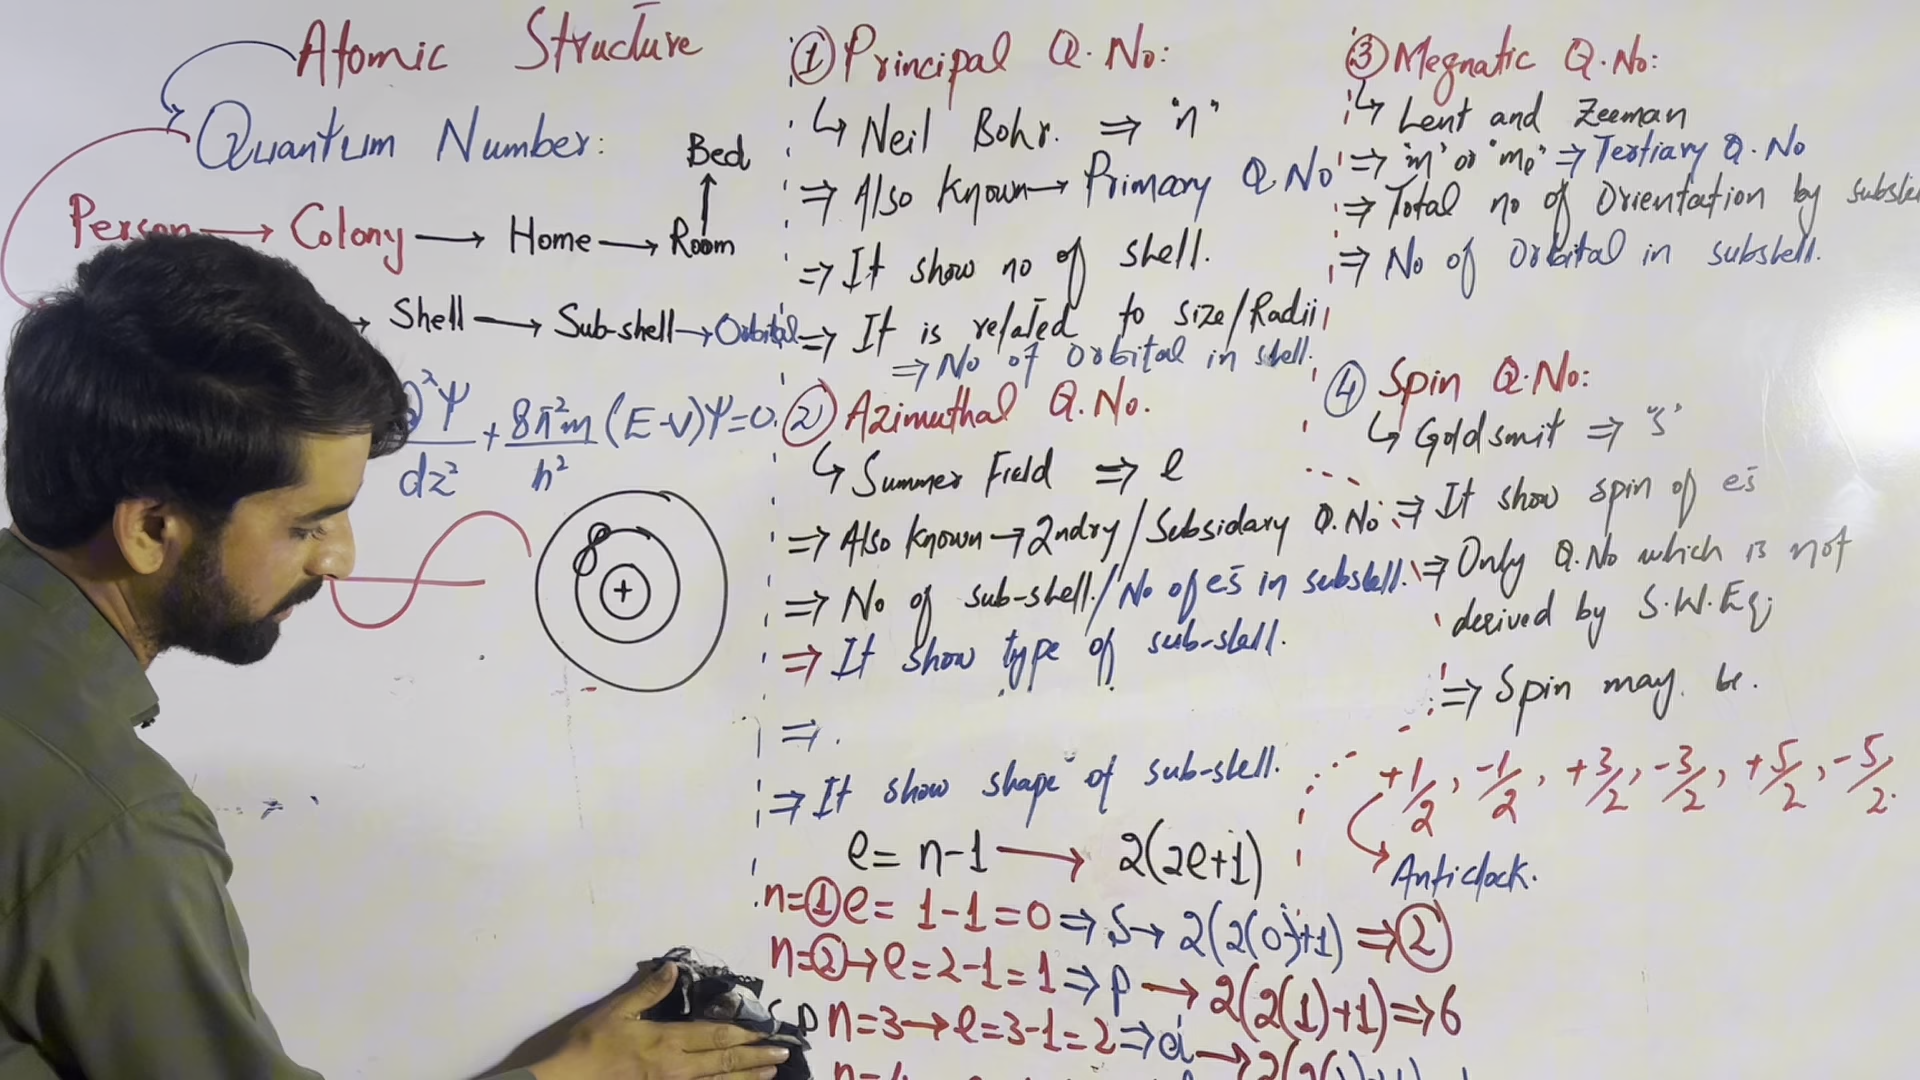 Atomic Structure
Quantum Number:
Bed
Person → Colony → Home → Room
→ Shell → Sub-shell → Orbital
²Ψ/dz² + 8π²m/h² (E-V)Ψ=0.
+
① Principal Q.No:
↳ Neil Bohr. ⇒ "n"
⇒ Also Known → Primary Q.No
⇒ It show no of shell.
⇒ It is related to size/Radii
⇒ No of Orbital in shell.
② Azimuthal Q.No.
↳ Summer Field ⇒ l
⇒ Also Known → 2ndry/Subsidary Q.No
⇒ No of sub-shell./No of es in subshell.
⇒ It show type of sub-shell.
⇒ .
⇒ It show shape of sub-shell.
l = n-1 → 2(2l+1)
n=① l= 1-1=0 ⇒ S → 2(2(0)+1) ⇒ ②
n=② → l=2-1=1 ⇒ p → 2(2(1)+1) ⇒ 6
n=3 → l=3-1=2 ⇒ d →
③ Megnatic Q.No:
↳ Lent and Zeeman
⇒ "m" or "ml" ⇒ Tertiary Q.No
⇒ Total no of Orientation by
⇒ No of Orbital in subshell.
④ Spin Q.No:
↳ Goldsmit ⇒ "S"
⇒ It show spin of es
⇒ Only Q.No which is not
derived by S.W.Eq;
⇒ Spin may be.
+1/2, -1/2, +3/2, -3/2, +5/2, -5/2.
Anticlock.